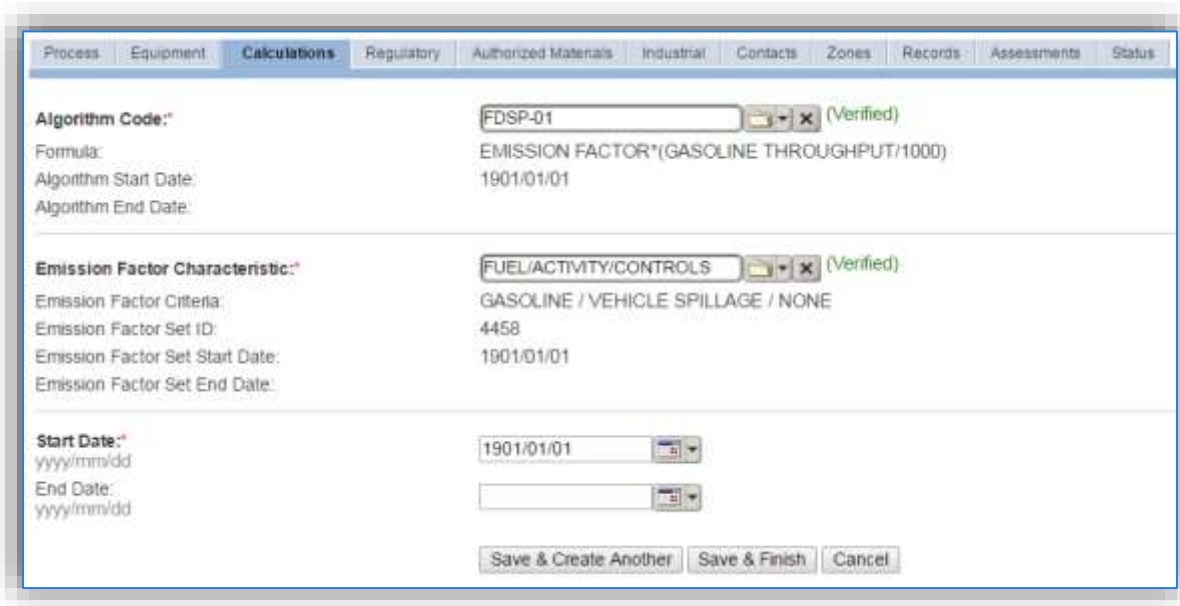 Process Equipment Calculations Regulatory Authorized Materials Industrial Contacts Zones Records Assessments Status
Algorithm Code:* FDSP-01 (Verified)
Formula: EMISSION FACTOR*(GASOLINE THROUGHPUT/1000)
Algorithm Start Date: 1901/01/01
Algorithm End Date:
Emission Factor Characteristic:* FUEL/ACTIVITY/CONTROLS (Verified)
Emission Factor Criteria: GASOLINE / VEHICLE SPILLAGE / NONE
Emission Factor Set ID: 4458
Emission Factor Set Start Date: 1901/01/01
Emission Factor Set End Date:
Start Date:* 1901/01/01
yyyy/mm/dd
End Date:
yyyy/mm/dd
Save & Create Another Save & Finish Cancel